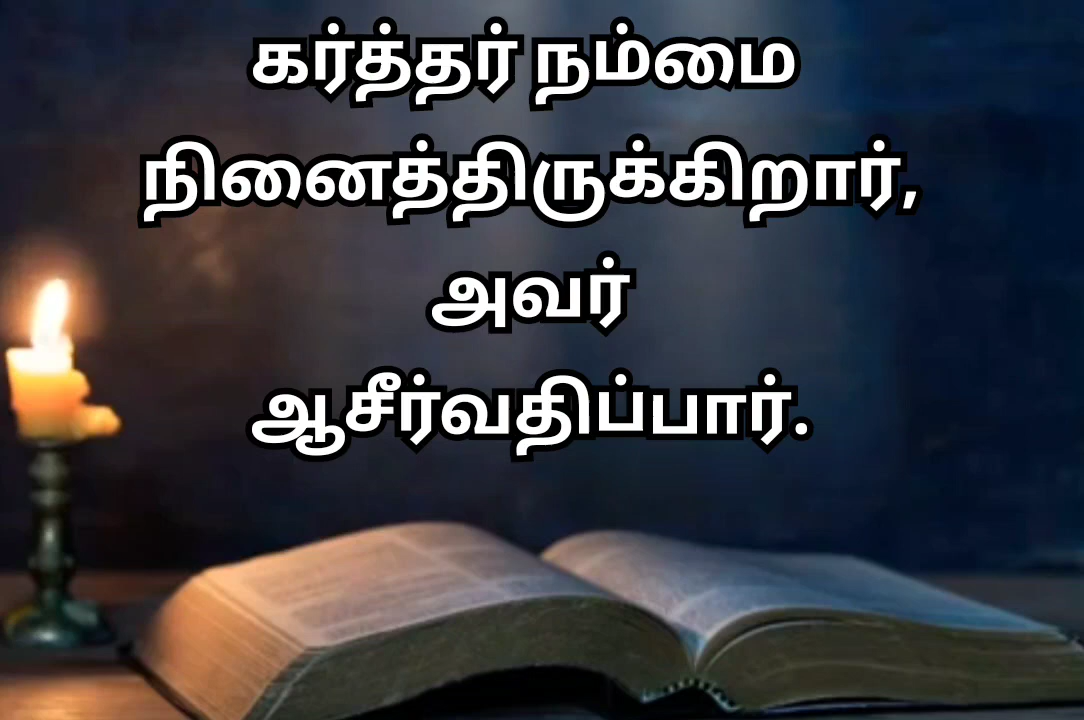 கர்த்தர் நம்மை
நினைத்திருக்கிறார்,
அவர்
ஆசீர்வதிப்பார்.